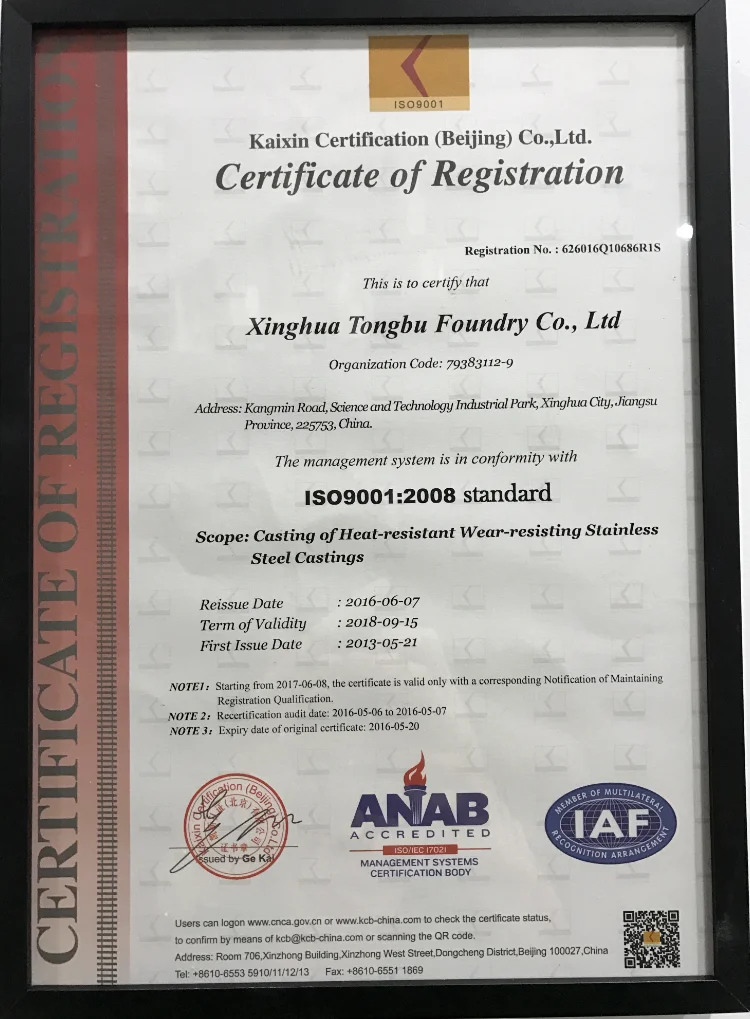 CERTIFICATE OF REGISTRATION
ISO9001
Kaixin Certification (Beijing) Co.,Ltd.
Certificate of Registration
Registration No. : 626016Q10686R1S
This is to certify that
Xinghua Tongbu Foundry Co., Ltd
Organization Code: 79383112-9
Address: Kangmin Road, Science and Technology Industrial Park, Xinghua City, Jiangsu
Province, 225753, China.
The management system is in conformity with
ISO9001:2008 standard
Scope: Casting of Heat-resistant Wear-resisting Stainless
Steel Castings
Reissue Date : 2016-06-07
Term of Validity : 2018-09-15
First Issue Date : 2013-05-21
NOTE1: Starting from 2017-06-08, the certificate is valid only with a corresponding Notification of Maintaining
Registration Qualification.
NOTE 2: Recertification audit date: 2016-05-06 to 2016-05-07
NOTE 3: Expiry date of original certificate: 2016-05-20
Kaixin Certification (Beijing) Co.Ltd
(北京)
Issued by Ge Kai
ANAB
ACCREDITED
ISO/IEC 17021
MANAGEMENT SYSTEMS
CERTIFICATION BODY
MEMBER OF MULTILATERAL
IAF
RECOGNITION ARRANGEMENT
Users can logon www.cnca.gov.cn or www.kcb-china.com to check the certificate status,
to confirm by means of kcb@kcb-china.com or scanning the QR code.
Address: Room 706,Xinzhong Building,Xinzhong West Street,Dongcheng District,Beijing 100027,China
Tel: +8610-6553 5910/11/12/13 Fax: +8610-6551 1869